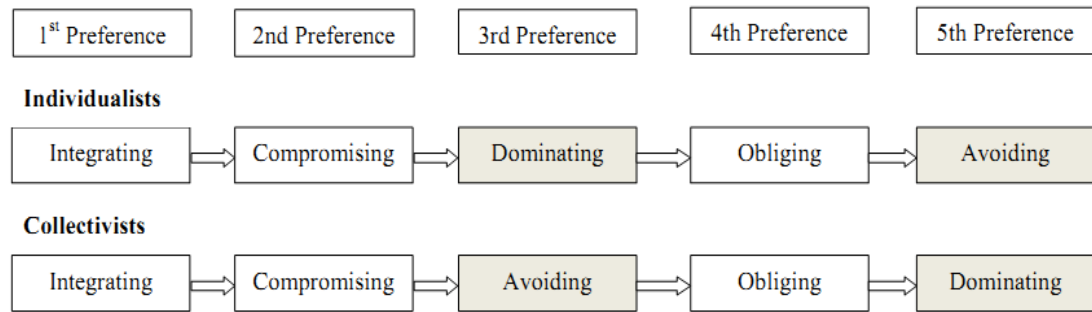 1st Preference 2nd Preference 3rd Preference 4th Preference 5th Preference
Individualists
Integrating Compromising Dominating Obliging Avoiding
Collectivists
Integrating Compromising Avoiding Obliging Dominating